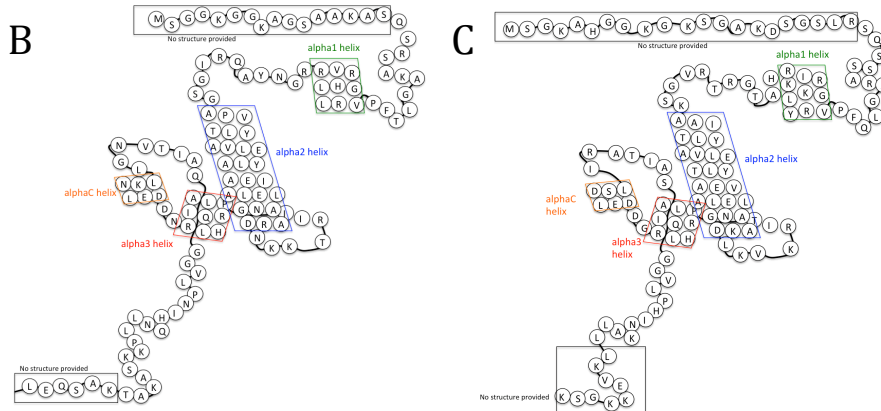 B
M S G G K G G K A G S A A K A S Q
No structure provided
S
R
S
A
K
A
G
L
T
F
P
alpha1 helix
R V R
L H G
L R V
R
G
N
Y
A
Q
R
I
G
S
G
A P V
T L Y
A V L E
A L Y
A E I
A L E L
P G N A
D R A
alpha2 helix
I R
T
K
K
N
A L
I Q R
R L H
alpha3 helix
N
D
D E L
N K L
alphaC helix
L
G
N
V
T
I
A
Q
G
G
V
L
P
N
I
H
Q
N
L
L
P
K
K
S
A
K
A
T
K
A
S
Q
E
L
No structure provided
C
M S G K A H G G K G K S G A K D S G S L R S Q
No structure provided
S
S
A
R
A
G
L
Q
F
P
alpha1 helix
R I R
L K G
Y R V
H
A
T
G
R
T
R
V
G
S
K
A A I
T L Y
A V L E
T L Y
A E V
A L E L
P G N A
D K A
alpha2 helix
T I R
K
K
V
L
A L
I Q R
R L H
alpha3 helix
G
D
D E L
D S L
alphaC helix
I
R
A
T
I
A
S
G
G
V
L
P
H
I
N
K
A
L
L
L
K
V
E
K
K
G
S
K
No structure provided